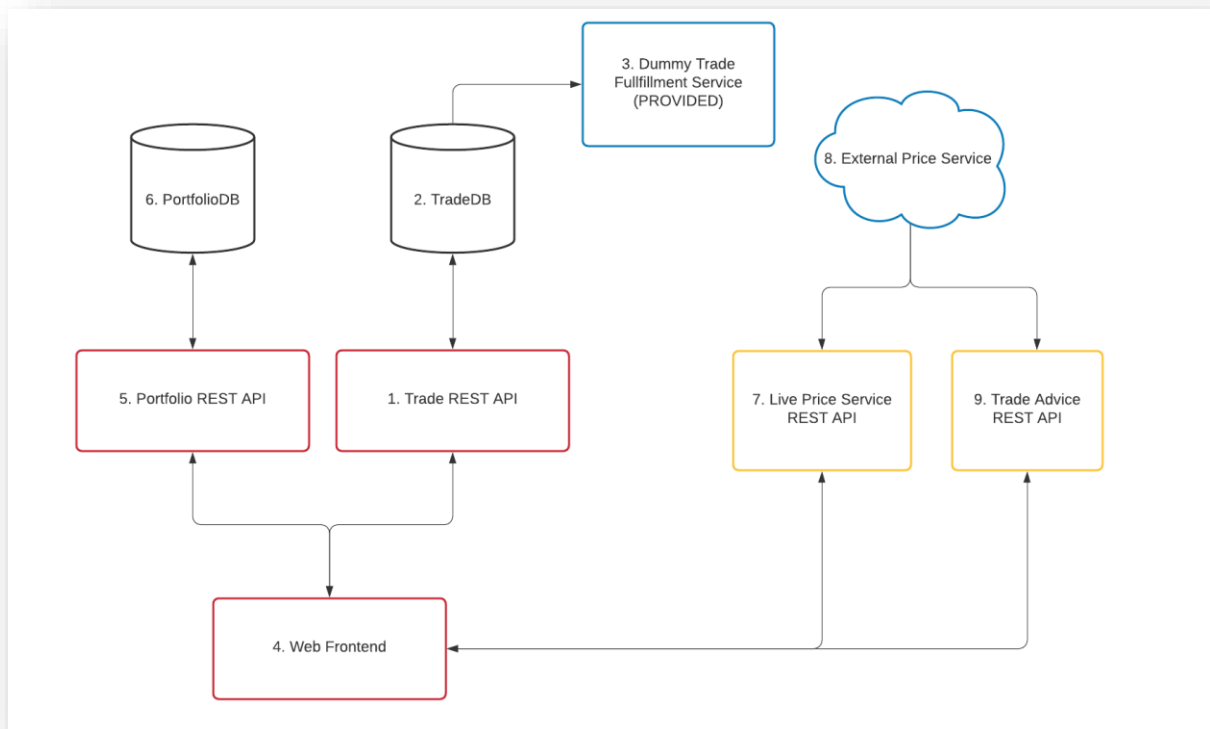 3. Dummy Trade
Fullfillment Service
(PROVIDED)
8. External Price Service
6. PortfolioDB
2. TradeDB
5. Portfolio REST API
1. Trade REST API
7. Live Price Service
REST API
9. Trade Advice
REST API
4. Web Frontend